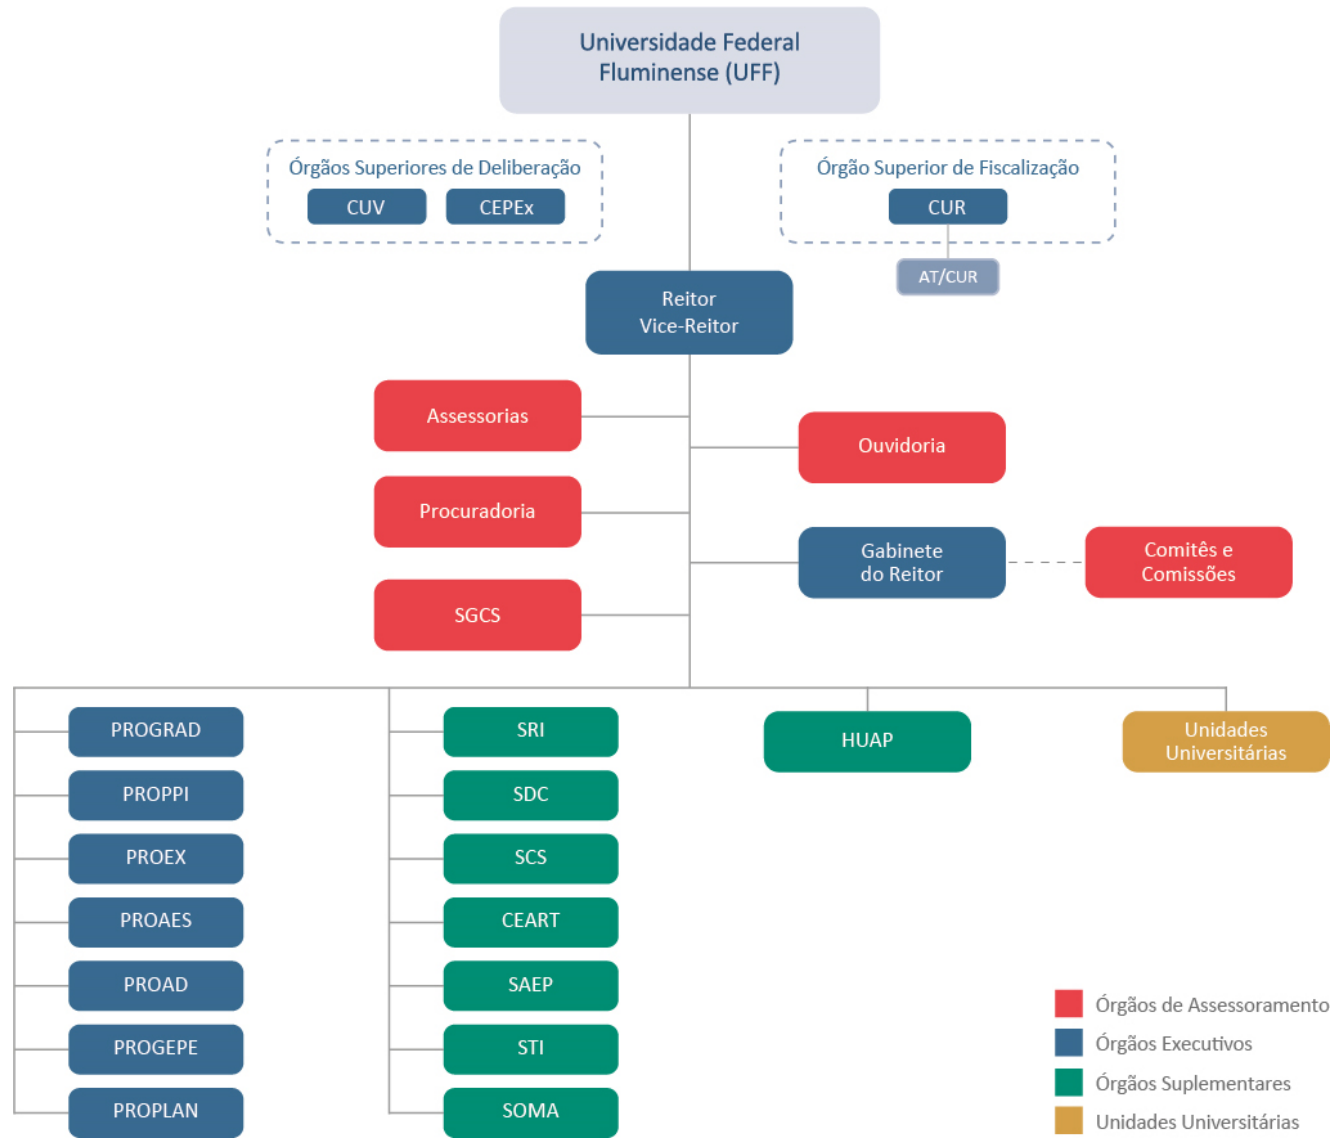 Universidade Federal
Fluminense (UFF)
Órgãos Superiores de Deliberação
CUV
CEPEx
Órgão Superior de Fiscalização
CUR
AT/CUR
Reitor
Vice-Reitor
Assessorias
Ouvidoria
Procuradoria
Gabinete
do Reitor
Comitês e
Comissões
SGCS
PROGRAD
PROPPI
PROEX
PROAES
PROAD
PROGEPE
PROPLAN
SRI
SDC
SCS
CEART
SAEP
STI
SOMA
HUAP
Unidades
Universitárias
Órgãos de Assessoramento
Órgãos Executivos
Órgãos Suplementares
Unidades Universitárias